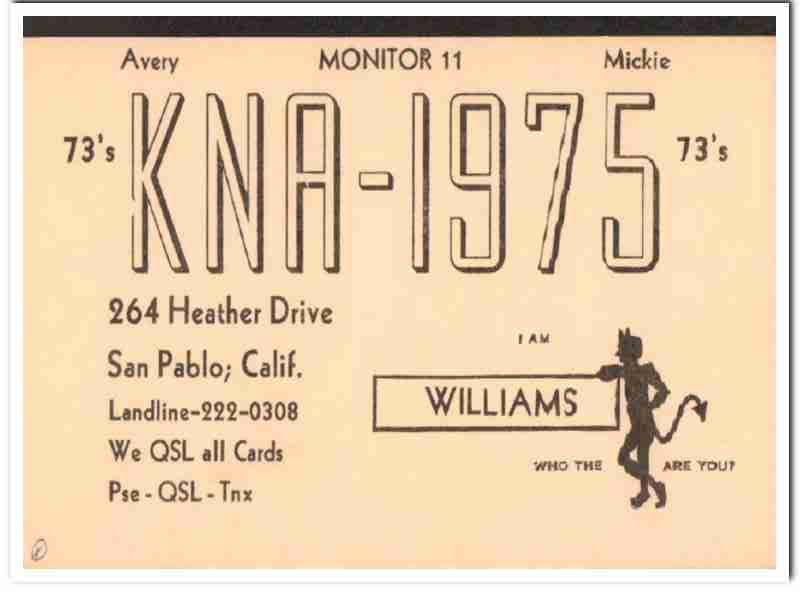 Avery MONITOR 11 Mickie
73's KNA-1975 73's
264 Heather Drive
San Pablo; Calif.
Landline-222-0308
We QSL all Cards
Pse - QSL - Tnx
I AM
WILLIAMS
WHO THE ARE YOU?